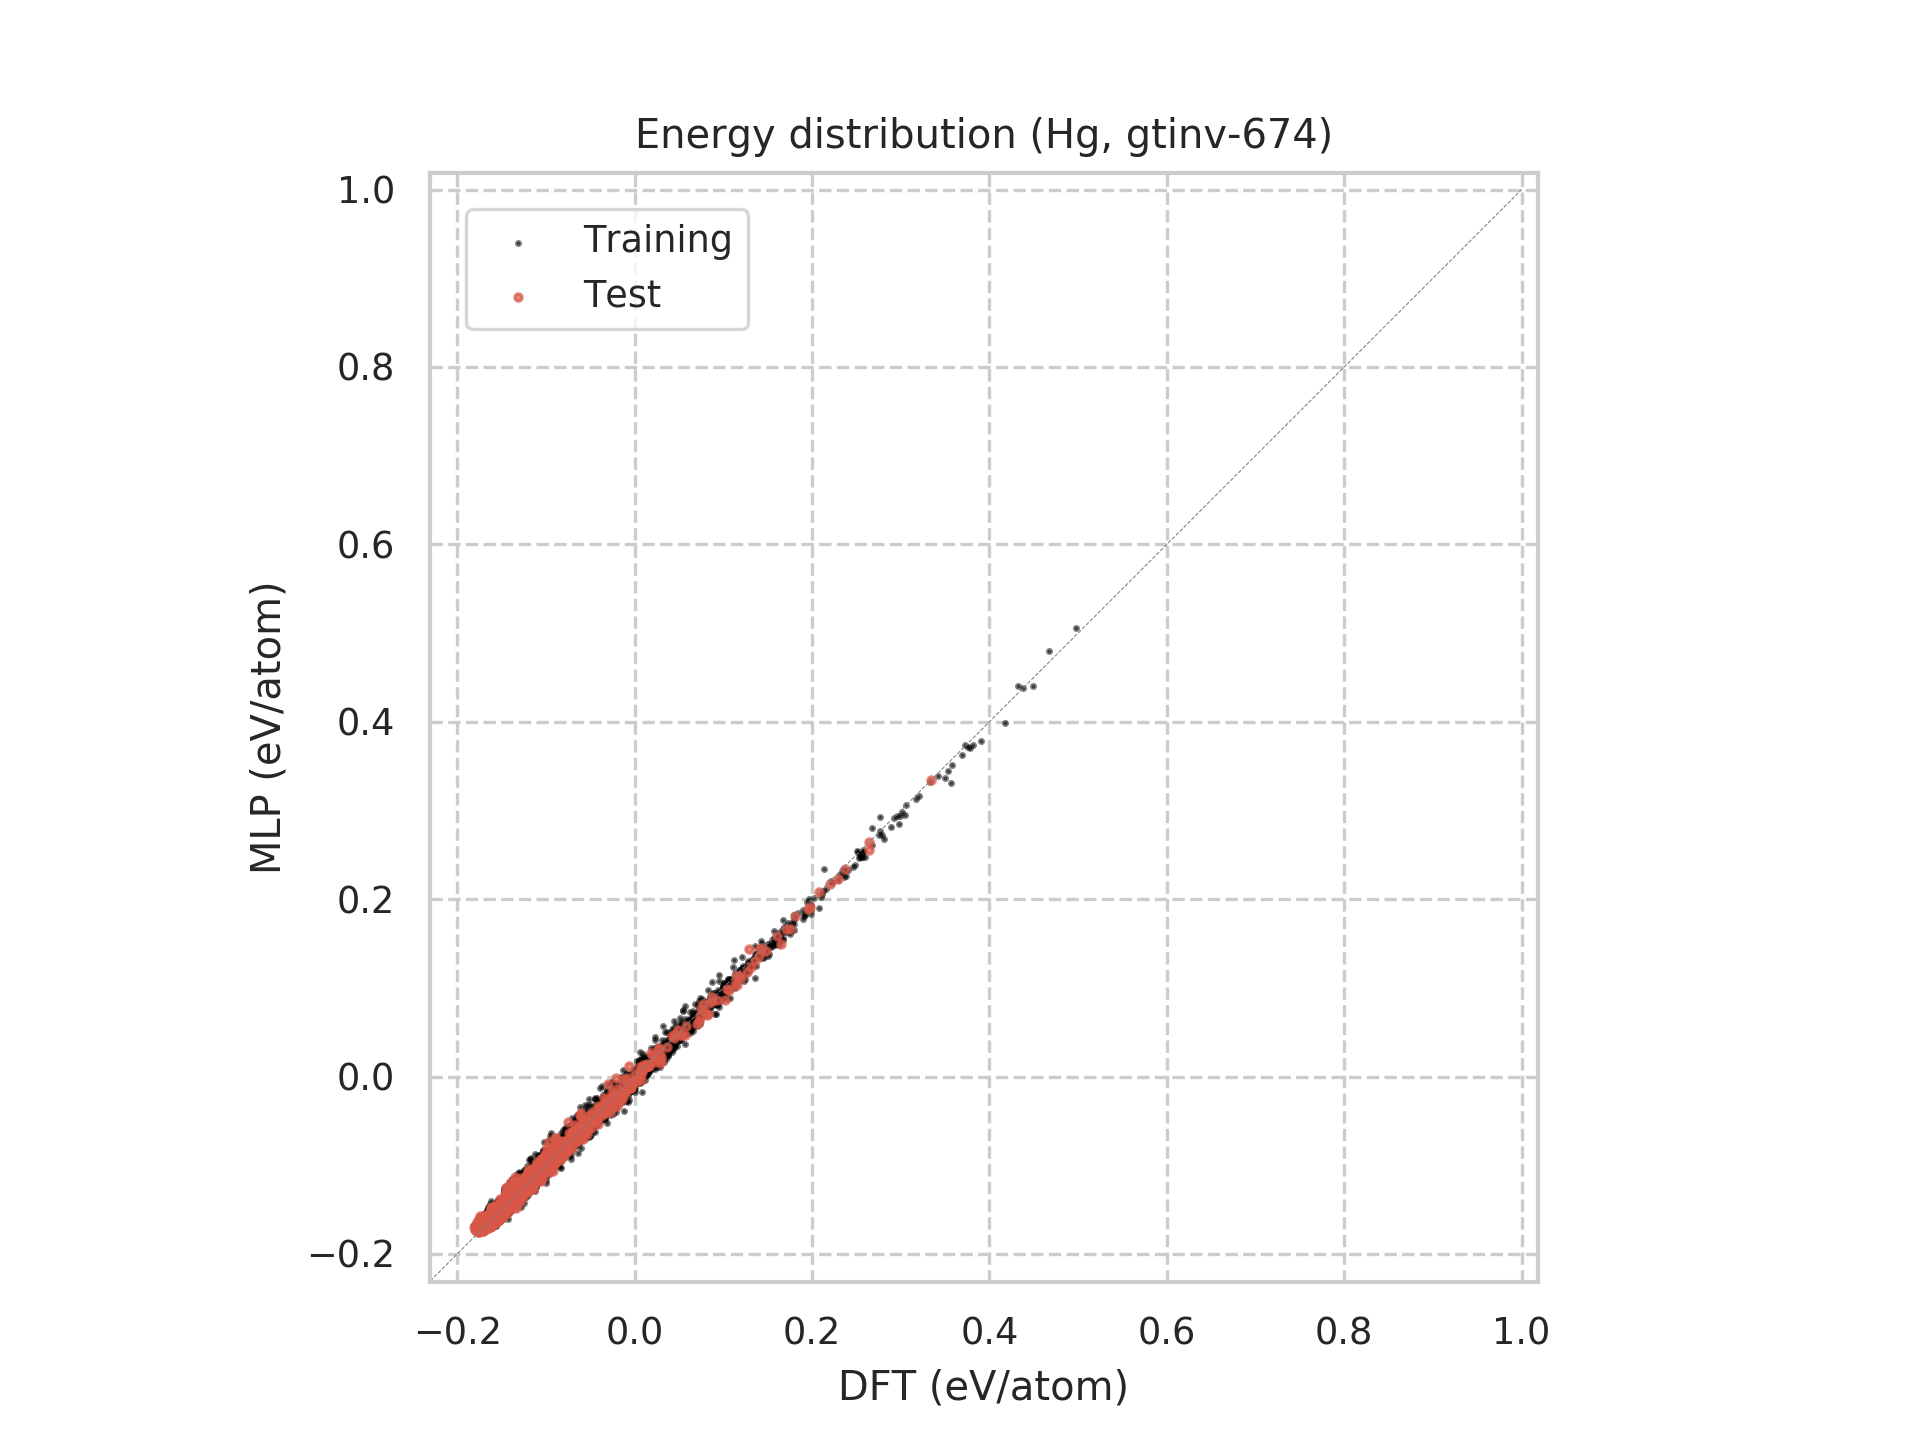 Energy distribution (Hg, gtinv-674)
1.0
0.8
0.6
0.4
0.2
0.0
−0.2
MLP (eV/atom)
Training
Test
−0.2 0.0 0.2 0.4 0.6 0.8 1.0
DFT (eV/atom)